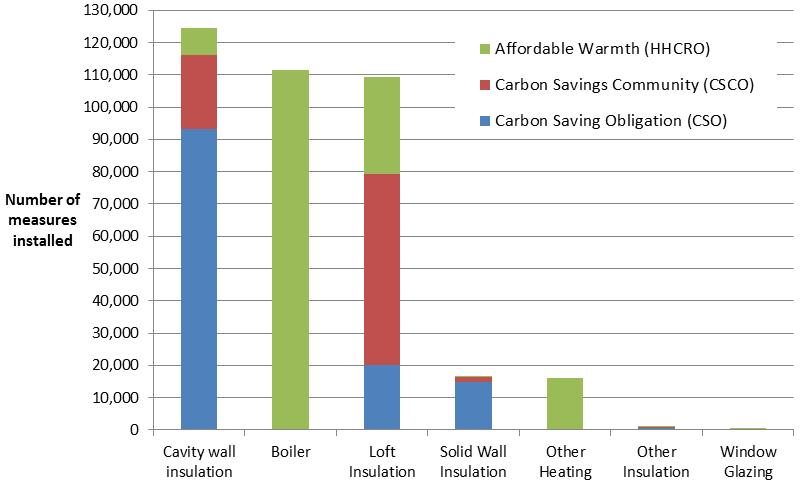 130,000
120,000
110,000
100,000
90,000
80,000
70,000
60,000
50,000
40,000
30,000
20,000
10,000
0
Number of
measures
installed
Affordable Warmth (HHCRO)
Carbon Savings Community (CSCO)
Carbon Saving Obligation (CSO)
Cavity wall
insulation
Boiler
Loft
Insulation
Solid Wall
Insulation
Other
Heating
Other
Insulation
Window
Glazing